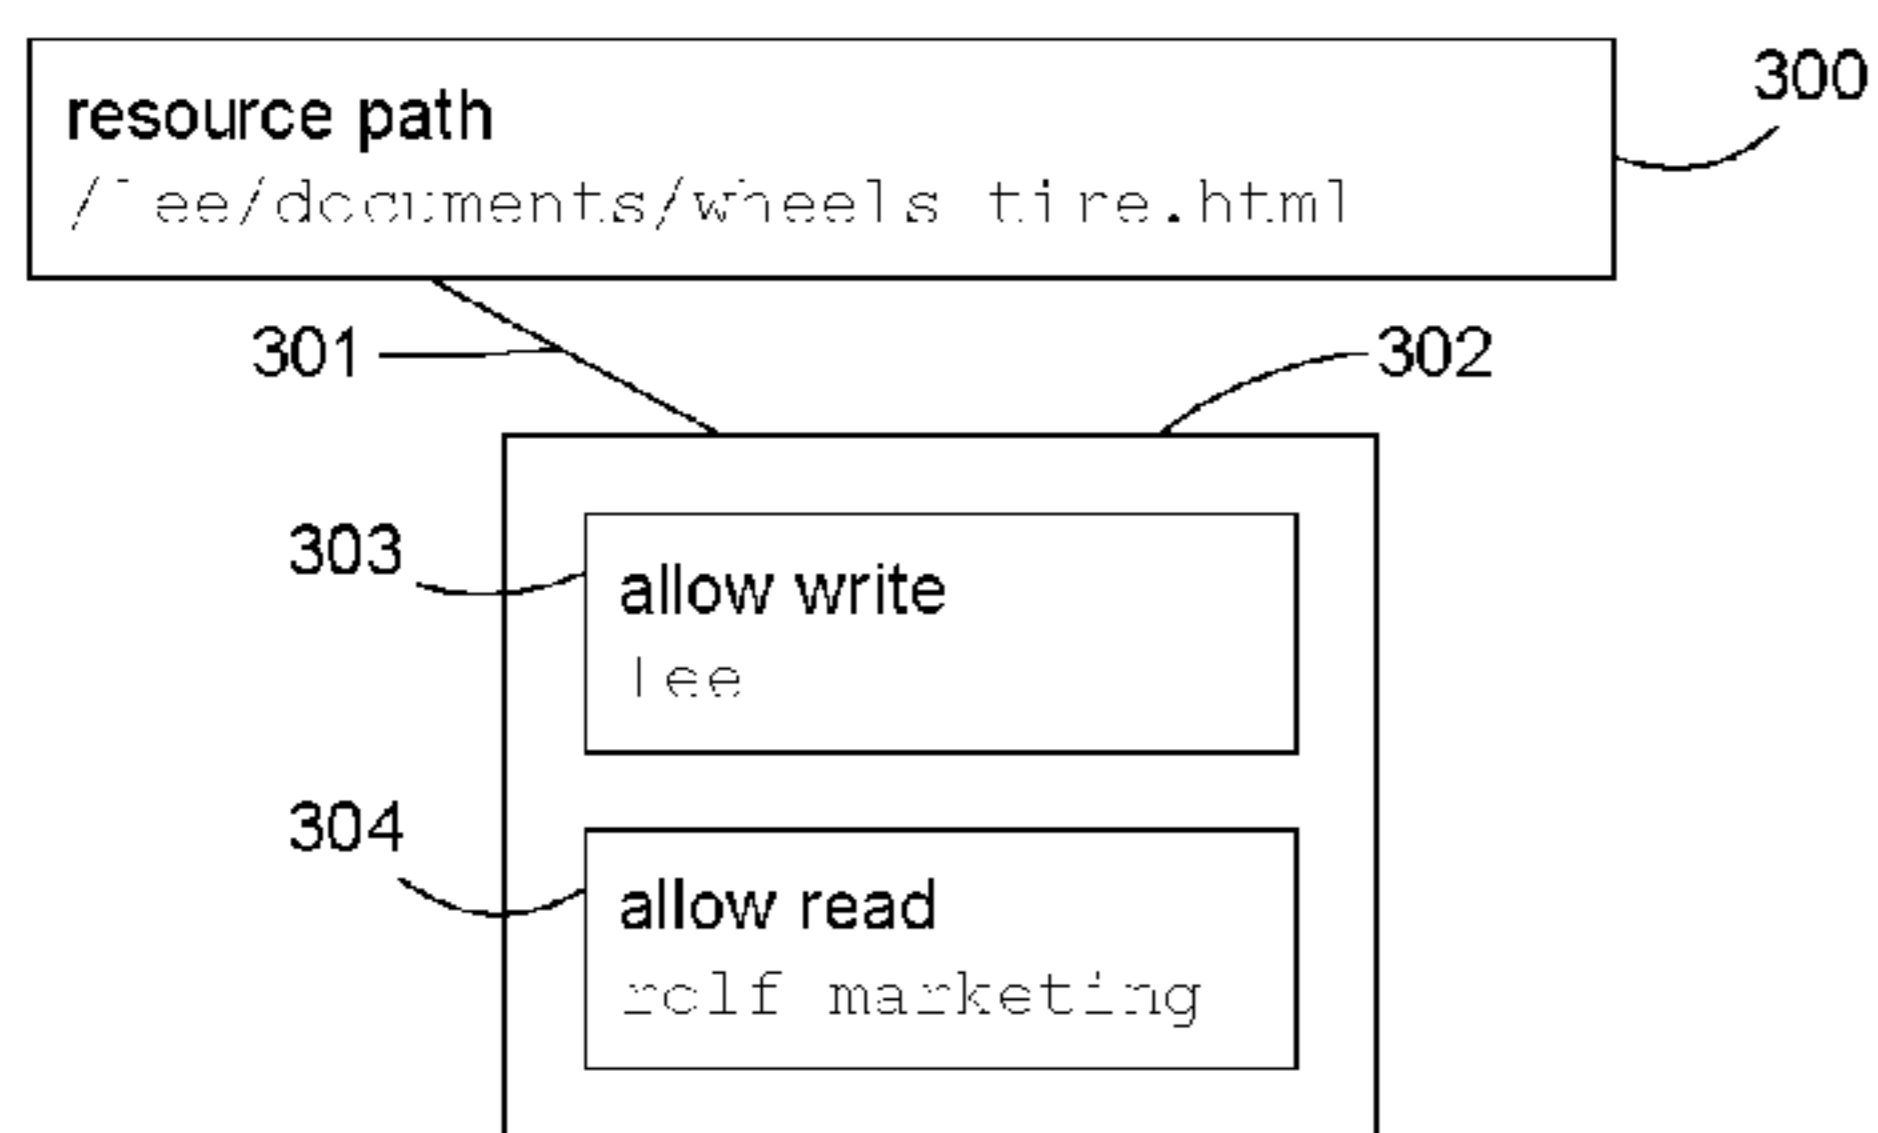 resource path
300
/lee/documents/wheels tire.html
301
302
303
allow write
lee
304
allow read
rolf marketing